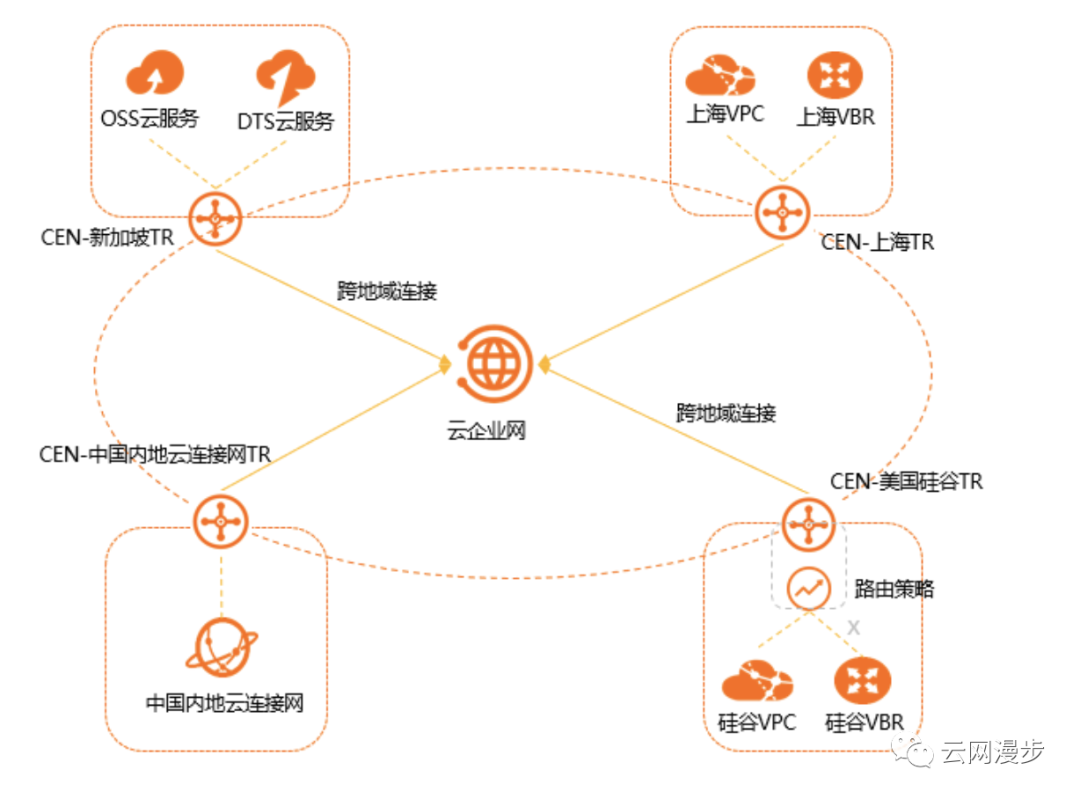 OSS云服务
DTS云服务
上海VPC
上海VBR
CEN-新加坡TR
CEN-上海TR
跨地域连接
云企业网
跨地域连接
CEN-中国内地云连接网TR
CEN-美国硅谷TR
路由策略
X
中国内地云连接网
硅谷VPC
硅谷VBR
云网漫步